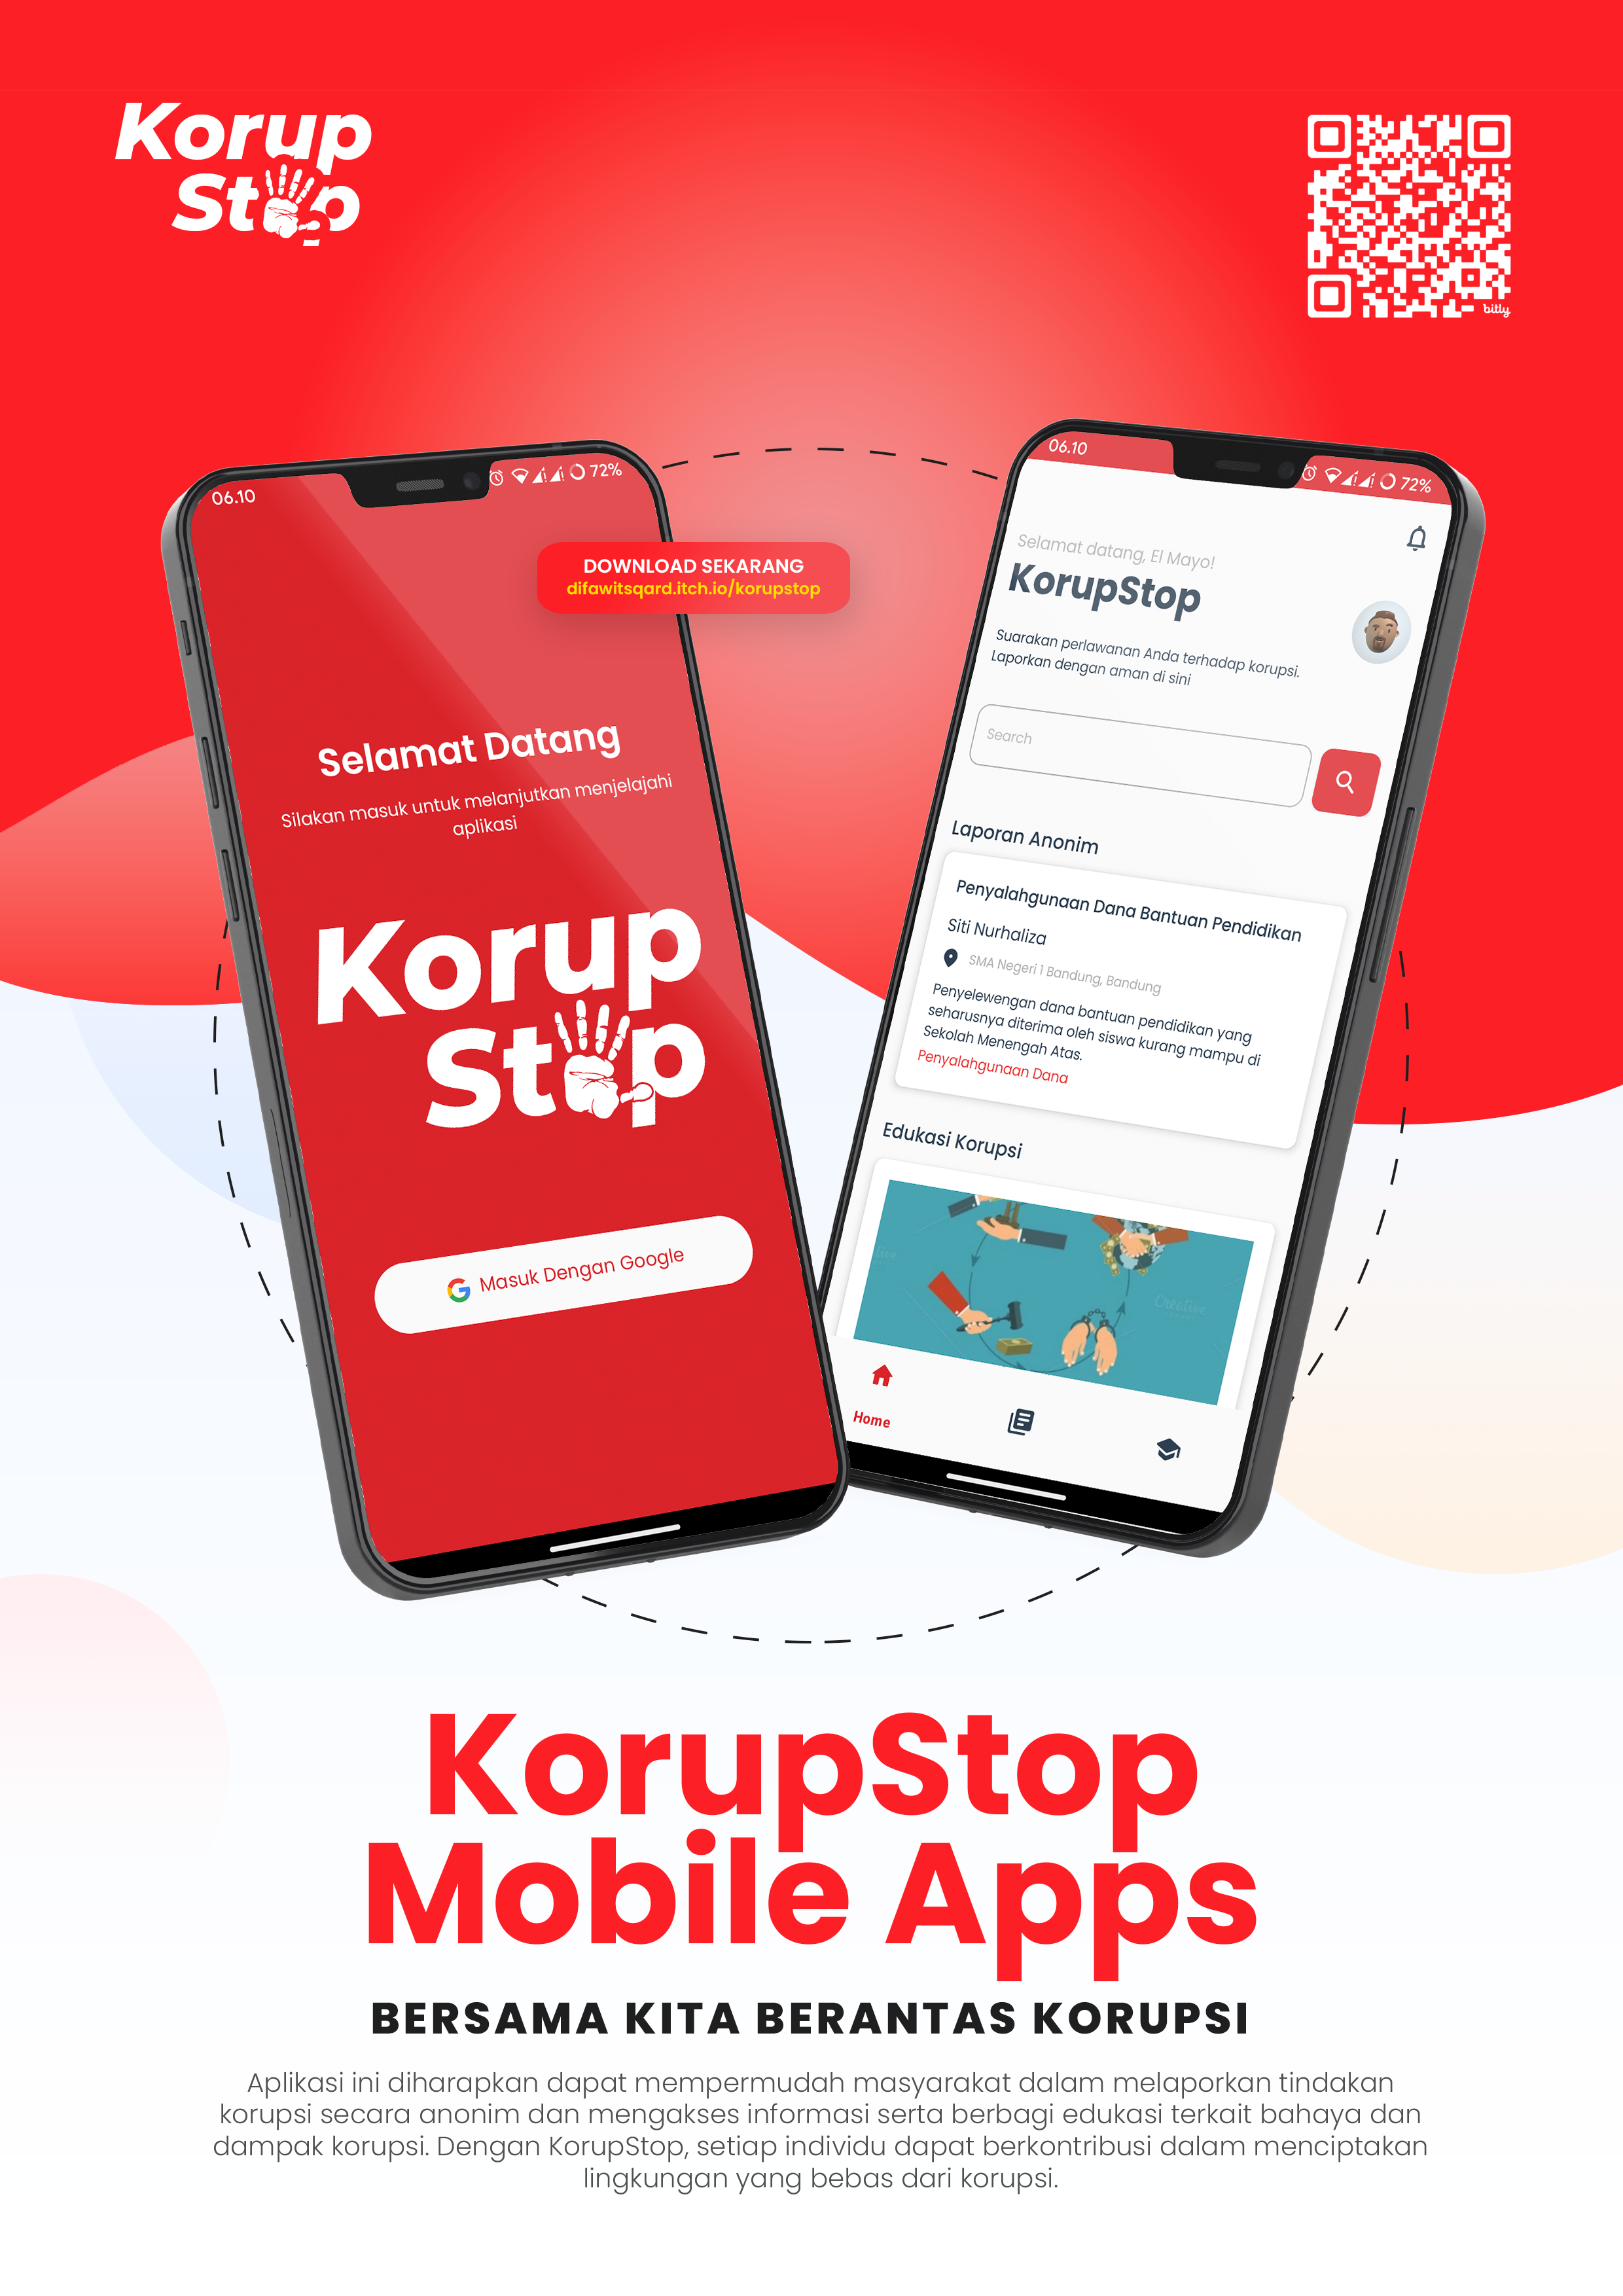 Korup
Stop
bitly
06.10
72%
DOWNLOAD SEKARANG
difawitsqard.itch.io/korupstop
Selamat Datang
Silakan masuk untuk melanjutkan menjelajahi
aplikasi
Korup
Stop
Masuk Dengan Google
06.10
72%
Selamat datang, El Mayo!
KorupStop
Suarakan perlawanan Anda terhadap korupsi.
Laporkan dengan aman di sini
Search
Laporan Anonim
Penyalahgunaan Dana Bantuan Pendidikan
Siti Nurhaliza
SMA Negeri 1 Bandung, Bandung
Penyelewengan dana bantuan pendidikan yang
seharusnya diterima oleh siswa kurang mampu di
Sekolah Menengah Atas.
Penyalahgunaan Dana
Edukasi Korupsi
Creative
Home
KorupStop
Mobile Apps
BERSAMA KITA BERANTAS KORUPSI
Aplikasi ini diharapkan dapat mempermudah masyarakat dalam melaporkan tindakan
korupsi secara anonim dan mengakses informasi serta berbagi edukasi terkait bahaya dan
dampak korupsi. Dengan KorupStop, setiap individu dapat berkontribusi dalam menciptakan
lingkungan yang bebas dari korupsi.